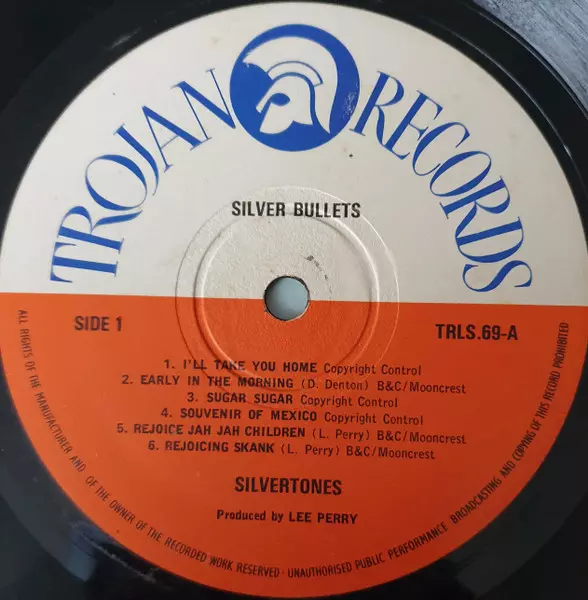 TROJAN RECORDS
SILVER BULLETS
SIDE 1
TRLS.69-A
1. I'LL TAKE YOU HOME Copyright Control
2. EARLY IN THE MORNING (D. Denton) B&C/Mooncrest
3. SUGAR SUGAR Copyright Control
4. SOUVENIR OF MEXICO Copyright Control
5. REJOICE JAH JAH CHILDREN (L. Perry) B&C/Mooncrest
6. REJOICING SKANK (L. Perry) B&C/Mooncrest
SILVERTONES
Produced by LEE PERRY
ALL RIGHTS OF THE MANUFACTURER AND OF THE OWNER OF THE RECORDED WORK RESERVED · UNAUTHORISED PUBLIC PERFORMANCE BROADCASTING AND COPYING OF THIS RECORD PROHIBITED